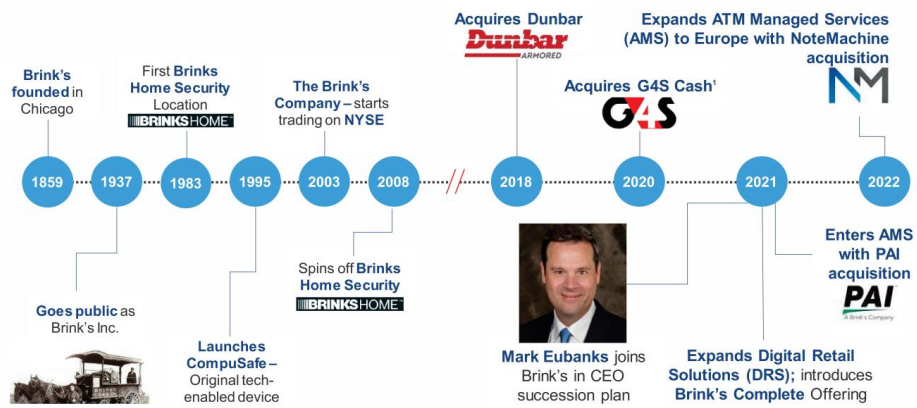 Brink's
founded in
Chicago
First Brinks
Home Security
Location
BRINKSHOME™
The Brink's
Company – starts
trading on NYSE
Acquires Dunbar
Dunbar
ARMORED
Acquires G4S Cash¹
G4S
Expands ATM Managed Services
(AMS) to Europe with NoteMachine
acquisition
NM
1859
1937
1983
1995
2003
2008
2018
2020
2021
2022
Goes public as
Brink's Inc.
Launches
CompuSafe –
Original tech-
enabled device
Spins off Brinks
Home Security
BRINKSHOME™
Mark Eubanks joins
Brink's in CEO
succession plan
Expands Digital Retail
Solutions (DRS); introduces
Brink's Complete Offering
Enters AMS
with PAI
acquisition
PAI
A Brink's Company